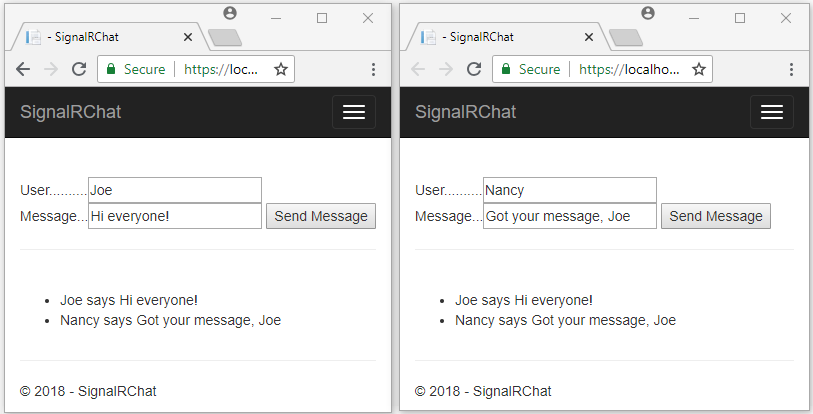 - SignalRChat
Secure https://loc...
SignalRChat
User.......... Joe
Message... Hi everyone! Send Message
Joe says Hi everyone!
Nancy says Got your message, Joe
© 2018 - SignalRChat
- SignalRChat
Secure https://localho...
SignalRChat
User.......... Nancy
Message... Got your message, Joe Send Message
Joe says Hi everyone!
Nancy says Got your message, Joe
© 2018 - SignalRChat